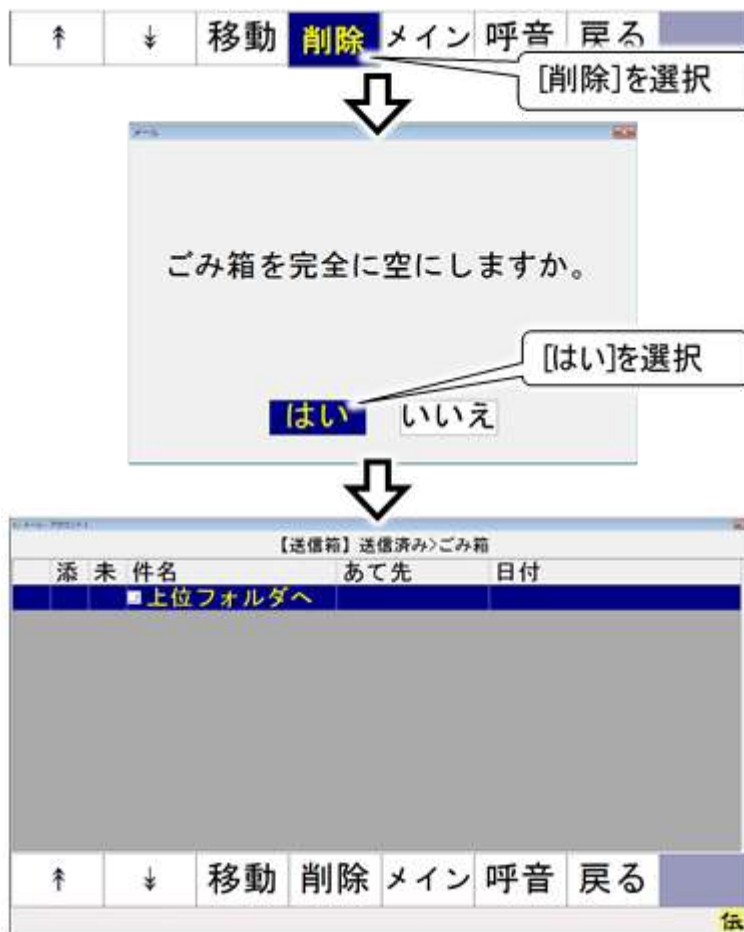 ↟ ↡ 移動 削除 メイン 呼音 戻る
[削除]を選択
メール
ごみ箱を完全に空にしますか。
[はい]を選択
はい いいえ
【送信箱】送信済み>ごみ箱
添 未 件名 あて先 日付
上位フォルダへ
↟ ↡ 移動 削除 メイン 呼音 戻る
伝